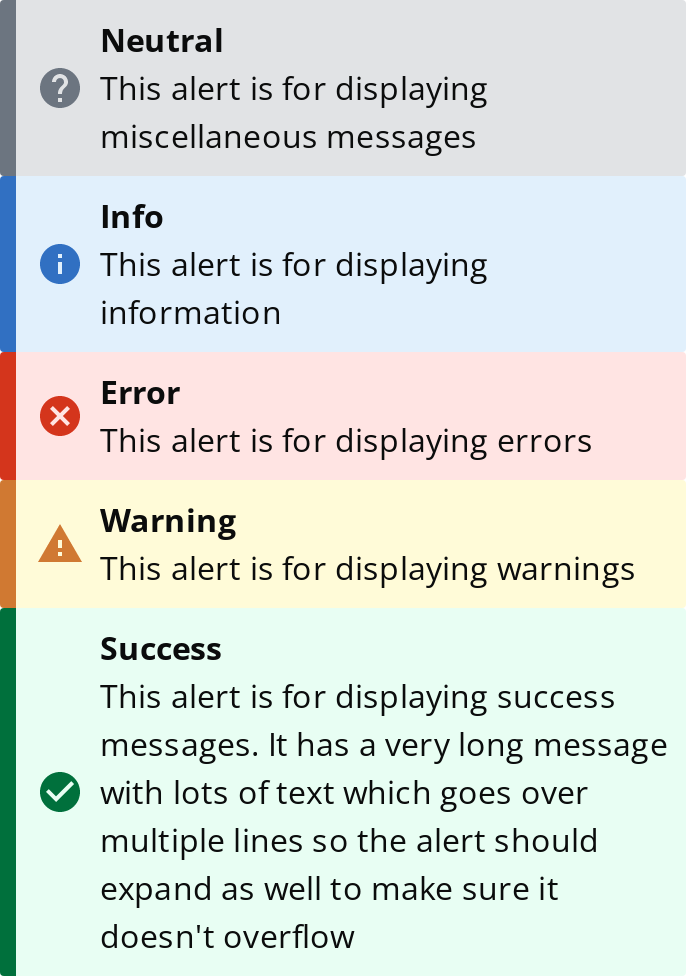 Neutral
This alert is for displaying
miscellaneous messages
Info
This alert is for displaying
information
Error
This alert is for displaying errors
Warning
This alert is for displaying warnings
Success
This alert is for displaying success
messages. It has a very long message
with lots of text which goes over
multiple lines so the alert should
expand as well to make sure it
doesn't overflow